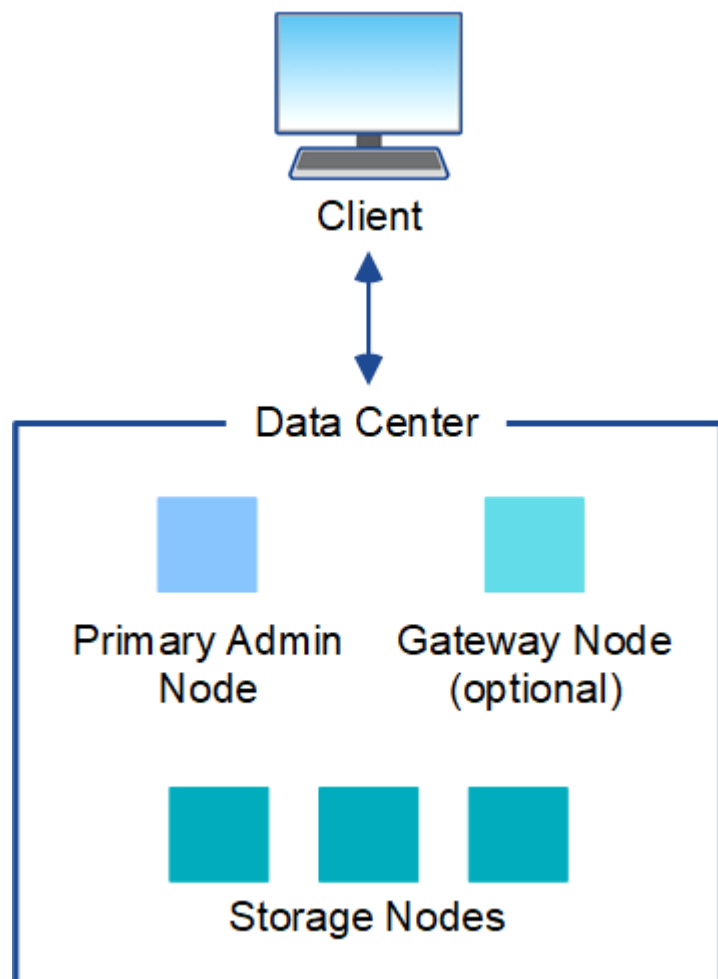 Client
Data Center
Primary Admin
Node
Gateway Node
(optional)
Storage Nodes